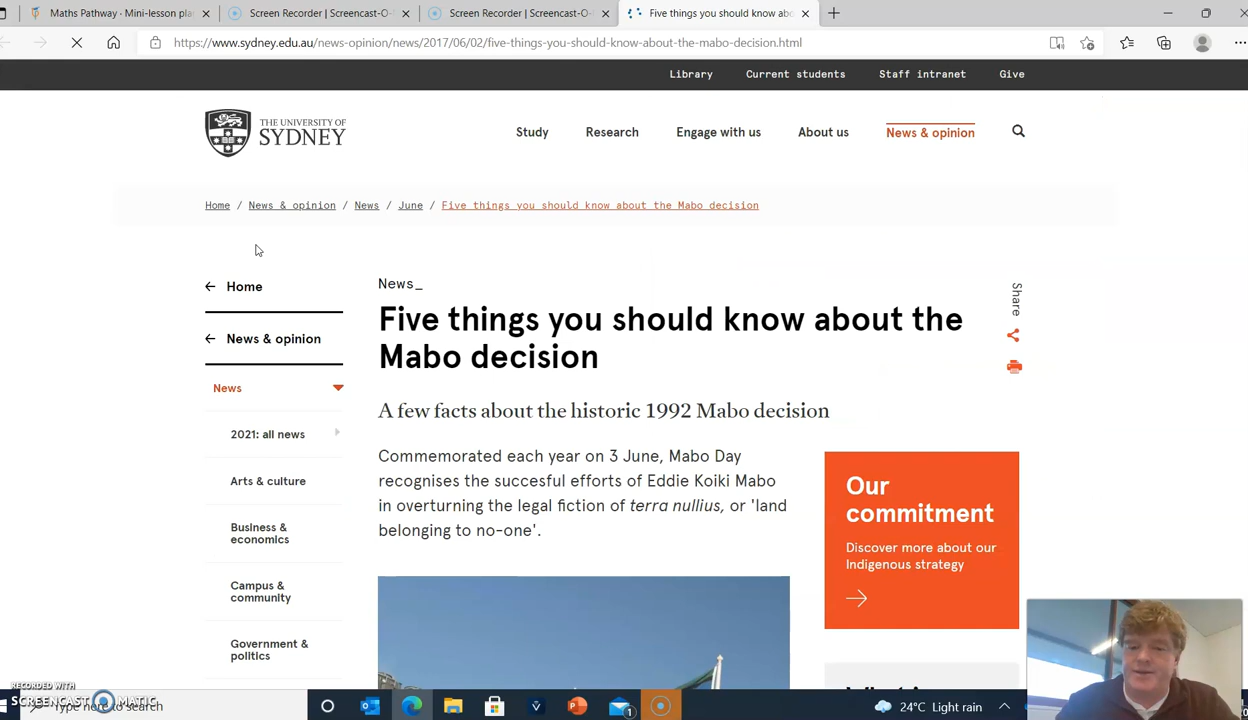 Maths Pathway · Mini-lesson pla
Screen Recorder | Screencast-O-
Screen Recorder | Screencast-O-
Five things you should know abo
https://www.sydney.edu.au/news-opinion/news/2017/06/02/five-things-you-should-know-about-the-mabo-decision.html
Library Current students Staff intranet Give
THE UNIVERSITY OF
SYDNEY
Study Research Engage with us About us News & opinion
Home / News & opinion / News / June / Five things you should know about the Mabo decision
Home
News & opinion
News
2021: all news
Arts & culture
Business &
economics
Campus &
community
Government &
politics
News_
Five things you should know about the
Mabo decision
A few facts about the historic 1992 Mabo decision
Commemorated each year on 3 June, Mabo Day
recognises the succesful efforts of Eddie Koiki Mabo
in overturning the legal fiction of terra nullius, or 'land
belonging to no-one'.
Share
Our
commitment
Discover more about our
Indigenous strategy
RECORDED WITH
SCREENCAST MATIC
Type here to search
1
24°C Light rain